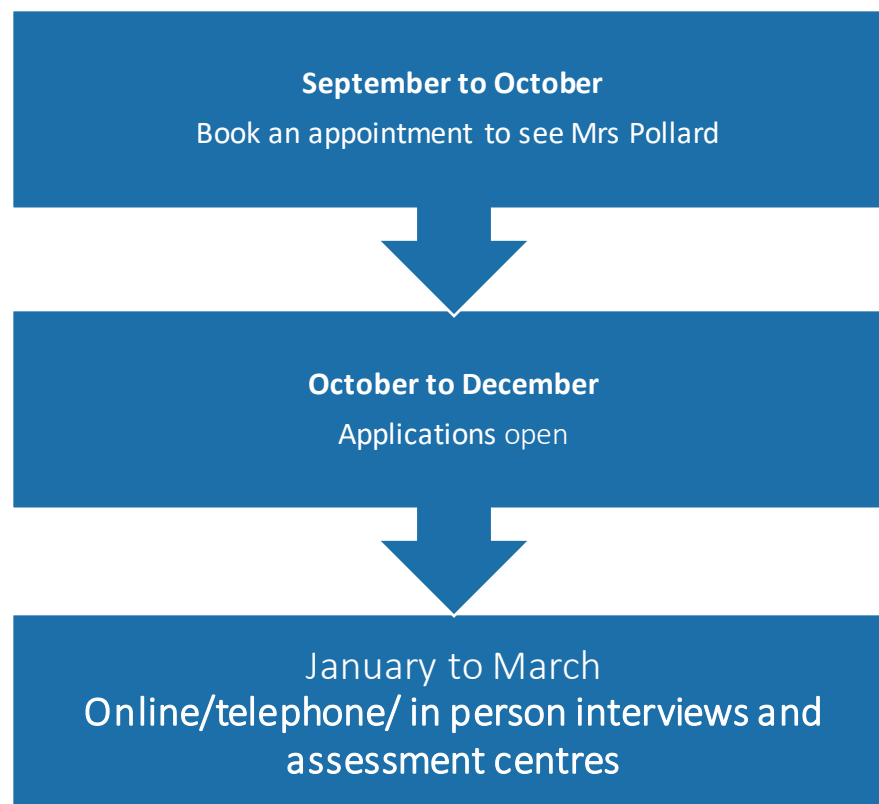 September to October
Book an appointment to see Mrs Pollard
October to December
Applications open
January to March
Online/telephone/ in person interviews and
assessment centres